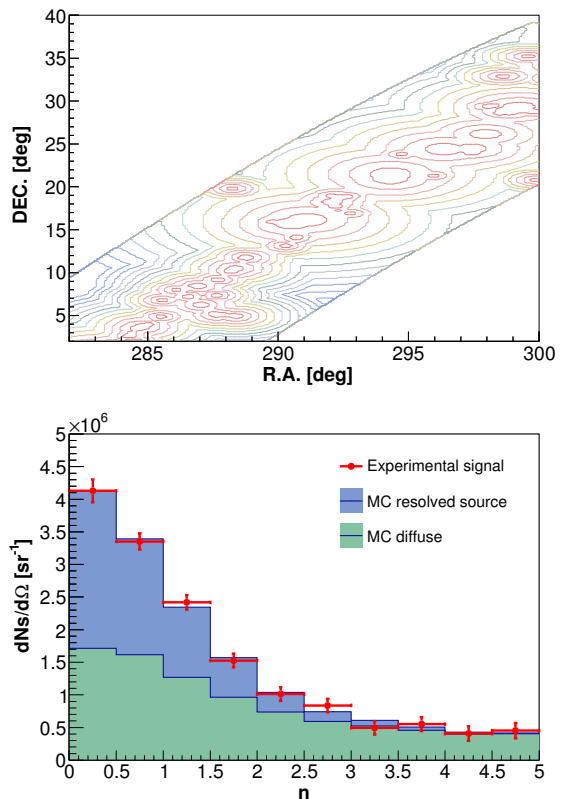 40
35
30
25
20
15
10
5
DEC. [deg]
285 290 295 300
R.A. [deg]
×10⁶
5
4.5
4
3.5
3
2.5
2
1.5
1
0.5
0
dNs/dΩ [sr⁻¹]
Experimental signal
MC resolved source
MC diffuse
0 0.5 1 1.5 2 2.5 3 3.5 4 4.5 5
n